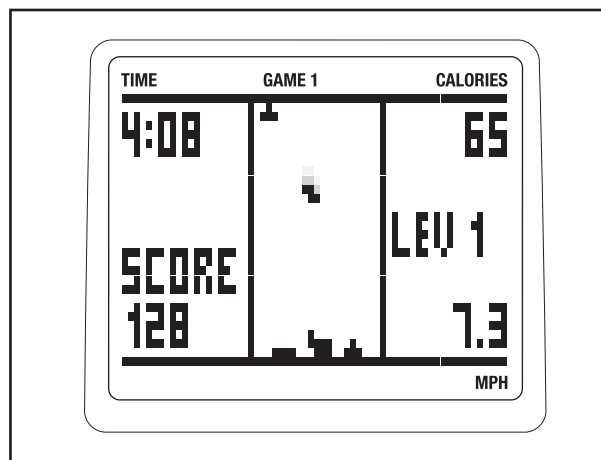 TIME GAME 1 CALORIES
4:08 65
LEV 1
SCORE
128 7.3
MPH